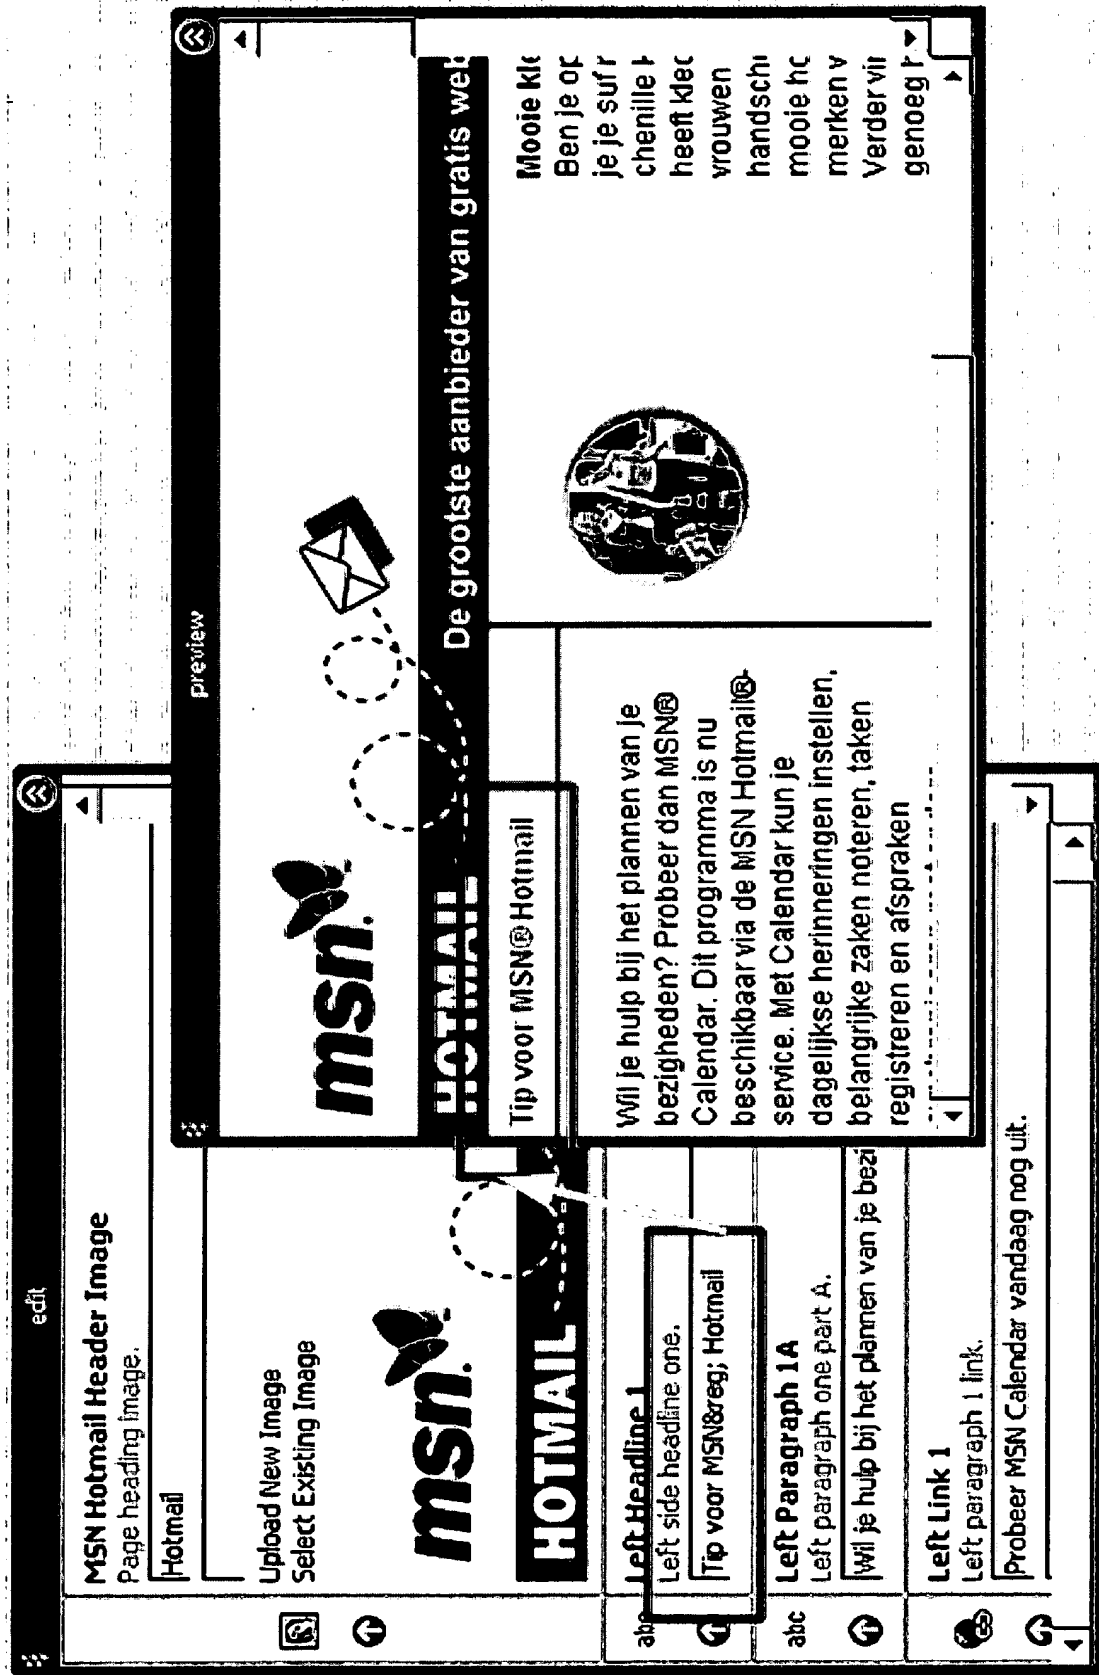 edit
MSN Hotmail Header Image
Page heading image.
Hotmail
Upload New Image
Select Existing Image
msn.
HOTMAIL
abc
Left Headline 1
Left side headline one.
Tip voor MSN&reg; Hotmail
abc
Left Paragraph 1A
Left paragraph one part A.
Wil je hulp bij het plannen van je bezi
Left Link 1
Left paragraph 1 link.
Probeer MSN Calendar vandaag nog uit.
preview
msn.
HOTMAIL
De grootste aanbieder van gratis web
Tip voor MSN® Hotmail
Wil je hulp bij het plannen van je
bezigheden? Probeer dan MSN®
Calendar. Dit programma is nu
beschikbaar via de MSN Hotmail®-
service. Met Calendar kun je
dagelijkse herinneringen instellen,
belangrijke zaken noteren, taken
registreren en afspraken
Mooie kle
Ben je op
je je suf r
chenille
heeft kled
vrouwen
handsch
mooie ho
merken v
Verder vir
genoeg